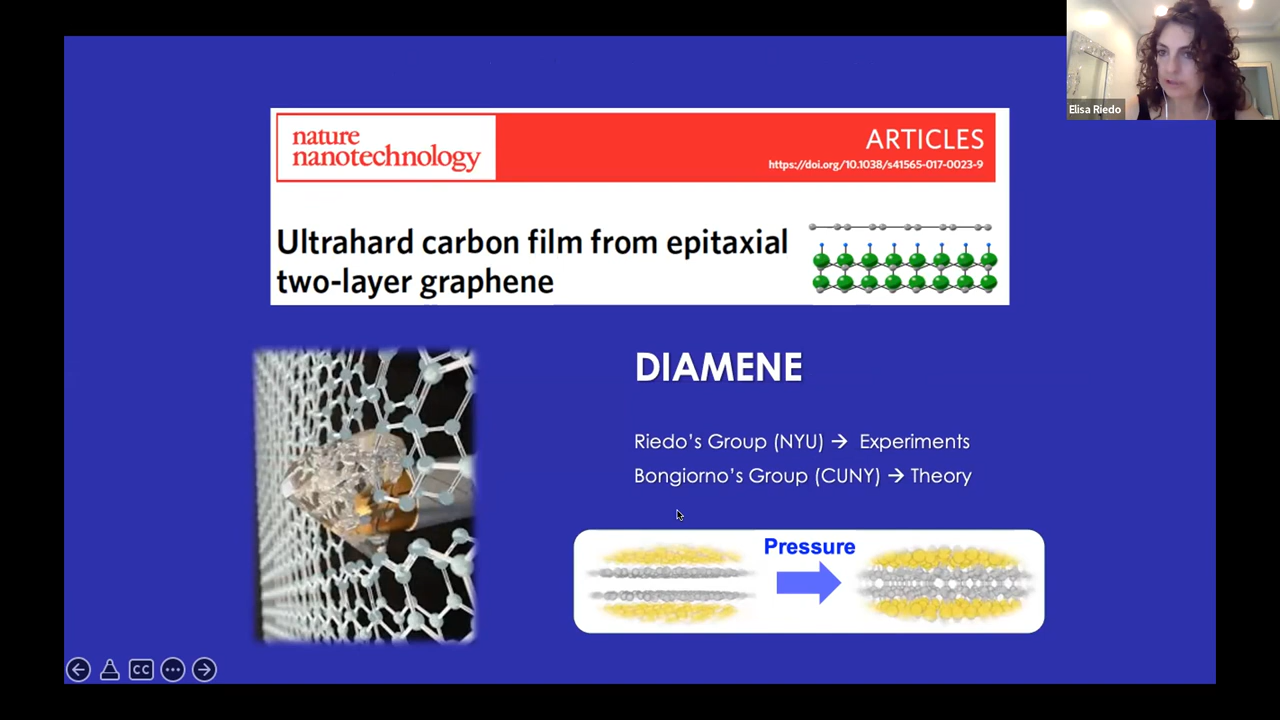 Elisa Riedo
nature
nanotechnology
ARTICLES
https://doi.org/10.1038/s41565-017-0023-9
Ultrahard carbon film from epitaxial
two-layer graphene
DIAMENE
Riedo's Group (NYU) → Experiments
Bongiorno's Group (CUNY) → Theory
Pressure
CC